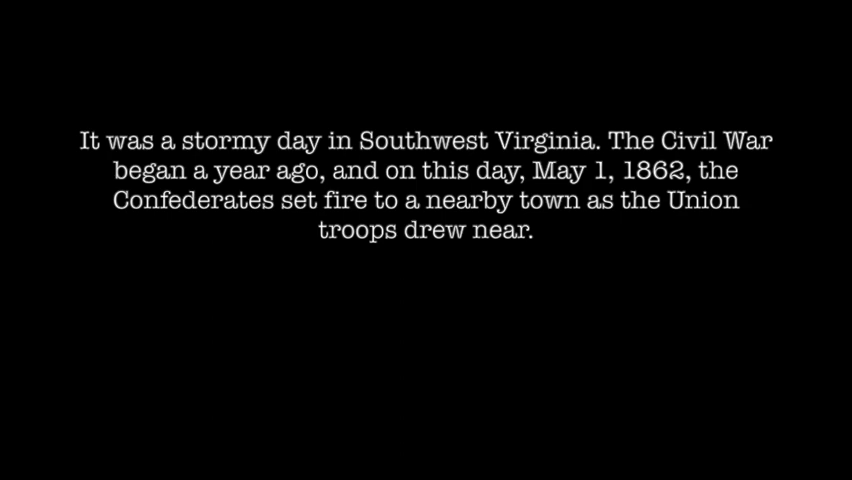 It was a stormy day in Southwest Virginia. The Civil War
began a year ago, and on this day, May 1, 1862, the
Confederates set fire to a nearby town as the Union
troops drew near.